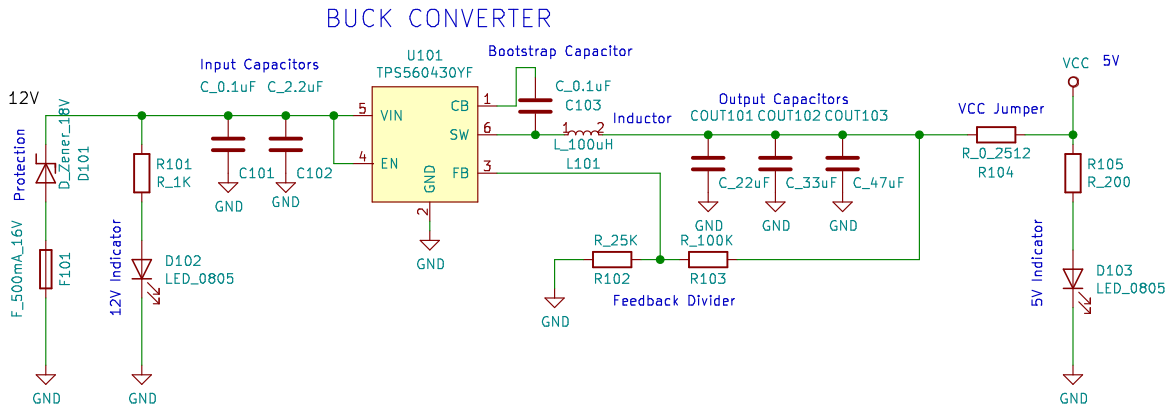 BUCK CONVERTER
12V
Protection
D_Zener_18V
D101
F_500mA_16V
F101
GND
12V Indicator
R101
R_1K
D102
LED_0805
GND
Input Capacitors
C_0.1uF
C_2.2uF
C101
C102
GND
GND
U101
TPS560430YF
5
VIN
4
EN
GND
2
CB
1
SW
6
FB
3
GND
Bootstrap Capacitor
C_0.1uF
C103
Inductor
1
2
L_100uH
L101
Output Capacitors
COUT101
COUT102
COUT103
C_22uF
C_33uF
C_47uF
GND
GND
GND
R_25K
R102
R_100K
R103
Feedback Divider
GND
VCC Jumper
R_0_2512
R104
VCC
5V
R105
R_200
5V Indicator
D103
LED_0805
GND